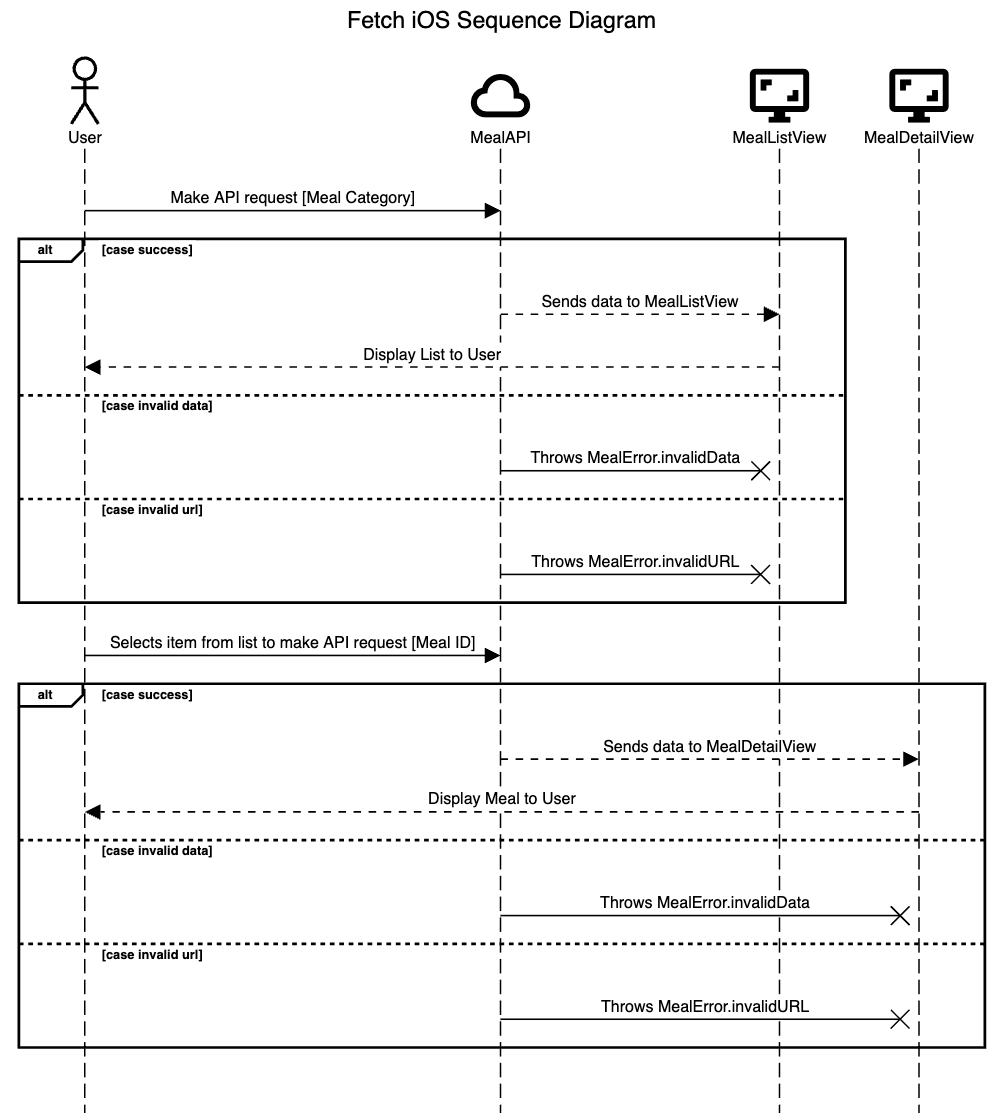 Fetch iOS Sequence Diagram
User
MealAPI
MealListView
MealDetailView
Make API request [Meal Category]
alt
[case success]
Sends data to MealListView
Display List to User
[case invalid data]
Throws MealError.invalidData
[case invalid url]
Throws MealError.invalidURL
Selects item from list to make API request [Meal ID]
alt
[case success]
Sends data to MealDetailView
Display Meal to User
[case invalid data]
Throws MealError.invalidData
[case invalid url]
Throws MealError.invalidURL